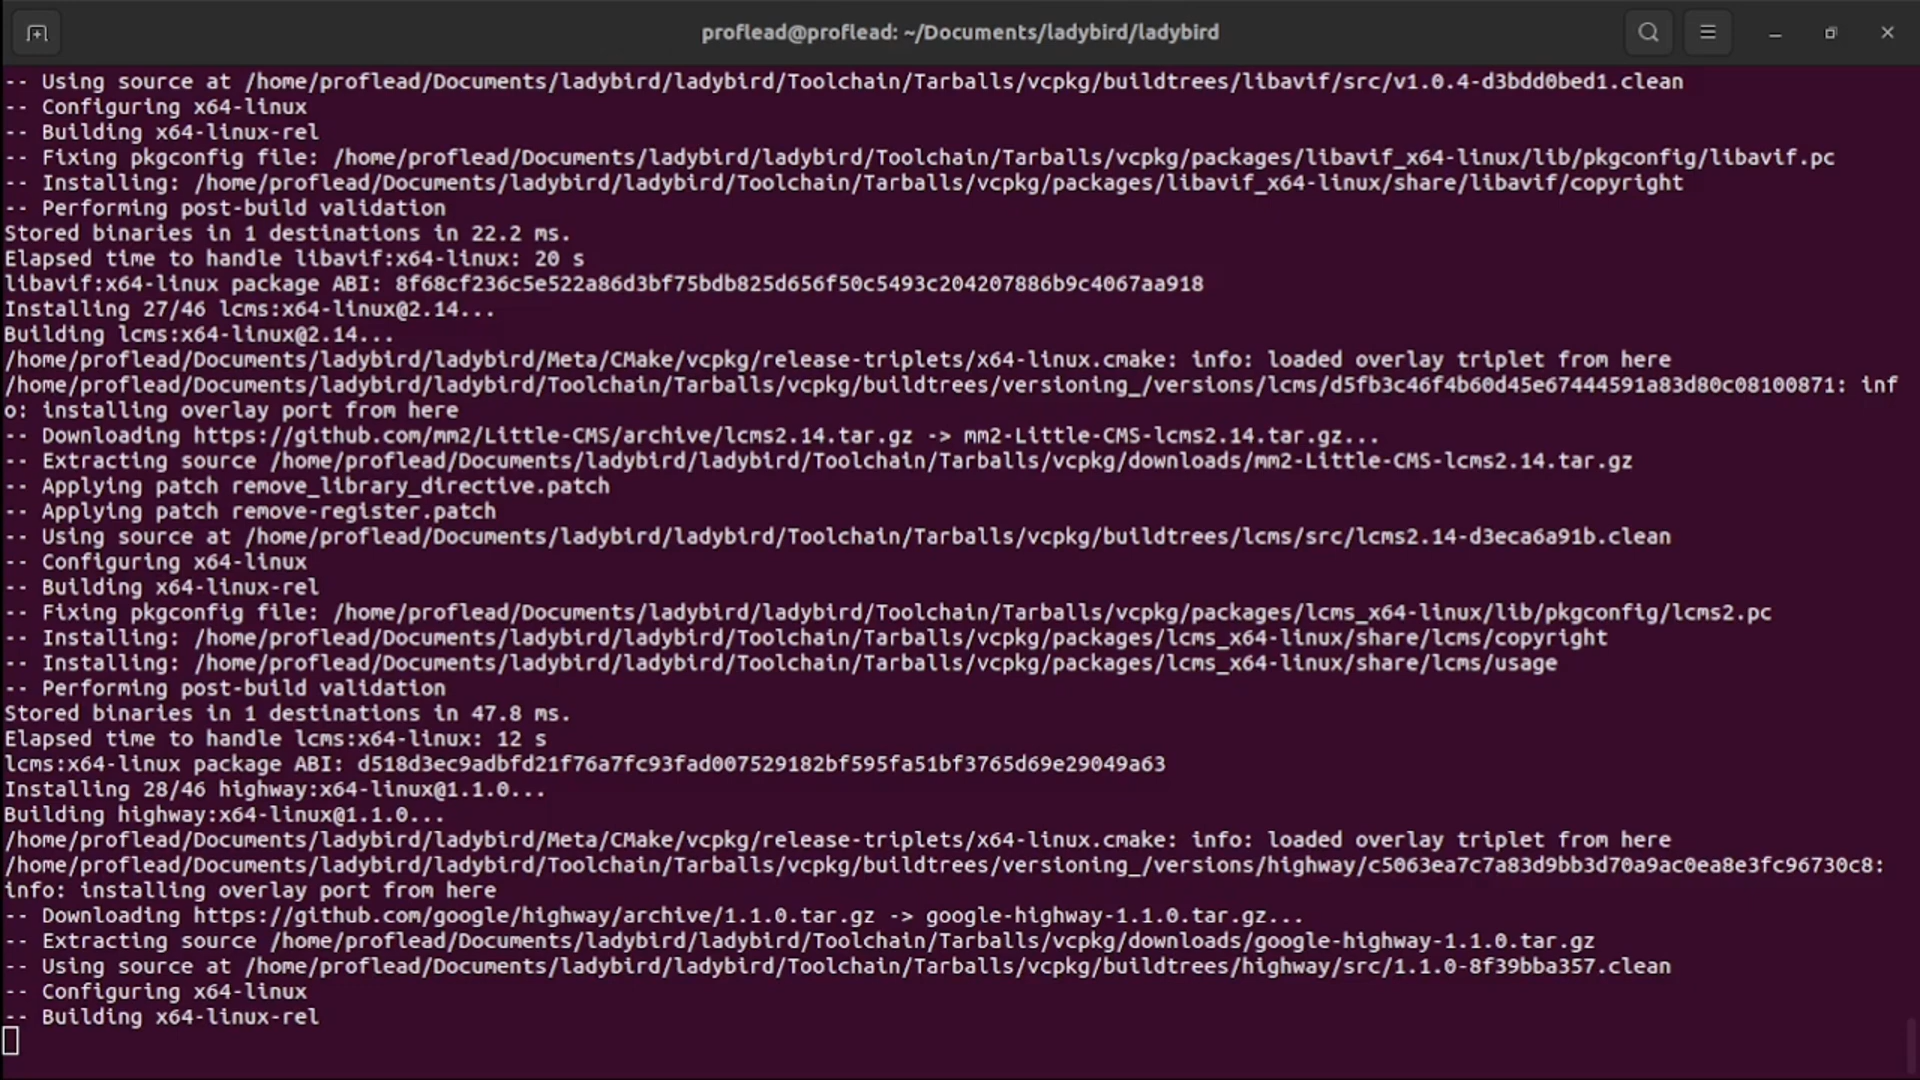 proflead@proflead: ~/Documents/ladybird/ladybird
-- Using source at /home/proflead/Documents/ladybird/ladybird/Toolchain/Tarballs/vcpkg/buildtrees/libavif/src/v1.0.4-d3bdd0bed1.clean
-- Configuring x64-linux
-- Building x64-linux-rel
-- Fixing pkgconfig file: /home/proflead/Documents/ladybird/ladybird/Toolchain/Tarballs/vcpkg/packages/libavif_x64-linux/lib/pkgconfig/libavif.pc
-- Installing: /home/proflead/Documents/ladybird/ladybird/Toolchain/Tarballs/vcpkg/packages/libavif_x64-linux/share/libavif/copyright
-- Performing post-build validation
Stored binaries in 1 destinations in 22.2 ms.
Elapsed time to handle libavif:x64-linux: 20 s
libavif:x64-linux package ABI: 8f68cf236c5e522a86d3bf75bdb825d656f50c5493c204207886b9c4067aa918
Installing 27/46 lcms:x64-linux@2.14...
Building lcms:x64-linux@2.14...
/home/proflead/Documents/ladybird/ladybird/Meta/CMake/vcpkg/release-triplets/x64-linux.cmake: info: loaded overlay triplet from here
/home/proflead/Documents/ladybird/ladybird/Toolchain/Tarballs/vcpkg/buildtrees/versioning_/versions/lcms/d5fb3c46f4b60d45e67444591a83d80c08100871: inf
o: installing overlay port from here
-- Downloading https://github.com/mm2/Little-CMS/archive/lcms2.14.tar.gz -> mm2-Little-CMS-lcms2.14.tar.gz...
-- Extracting source /home/proflead/Documents/ladybird/ladybird/Toolchain/Tarballs/vcpkg/downloads/mm2-Little-CMS-lcms2.14.tar.gz
-- Applying patch remove_library_directive.patch
-- Applying patch remove-register.patch
-- Using source at /home/proflead/Documents/ladybird/ladybird/Toolchain/Tarballs/vcpkg/buildtrees/lcms/src/lcms2.14-d3eca6a91b.clean
-- Configuring x64-linux
-- Building x64-linux-rel
-- Fixing pkgconfig file: /home/proflead/Documents/ladybird/ladybird/Toolchain/Tarballs/vcpkg/packages/lcms_x64-linux/lib/pkgconfig/lcms2.pc
-- Installing: /home/proflead/Documents/ladybird/ladybird/Toolchain/Tarballs/vcpkg/packages/lcms_x64-linux/share/lcms/copyright
-- Installing: /home/proflead/Documents/ladybird/ladybird/Toolchain/Tarballs/vcpkg/packages/lcms_x64-linux/share/lcms/usage
-- Performing post-build validation
Stored binaries in 1 destinations in 47.8 ms.
Elapsed time to handle lcms:x64-linux: 12 s
lcms:x64-linux package ABI: d518d3ec9adbfd21f76a7fc93fad007529182bf595fa51bf3765d69e29049a63
Installing 28/46 highway:x64-linux@1.1.0...
Building highway:x64-linux@1.1.0...
/home/proflead/Documents/ladybird/ladybird/Meta/CMake/vcpkg/release-triplets/x64-linux.cmake: info: loaded overlay triplet from here
/home/proflead/Documents/ladybird/ladybird/Toolchain/Tarballs/vcpkg/buildtrees/versioning_/versions/highway/c5063ea7c7a83d9bb3d70a9ac0ea8e3fc96730c8:
info: installing overlay port from here
-- Downloading https://github.com/google/highway/archive/1.1.0.tar.gz -> google-highway-1.1.0.tar.gz...
-- Extracting source /home/proflead/Documents/ladybird/ladybird/Toolchain/Tarballs/vcpkg/downloads/google-highway-1.1.0.tar.gz
-- Using source at /home/proflead/Documents/ladybird/ladybird/Toolchain/Tarballs/vcpkg/buildtrees/highway/src/1.1.0-8f39bba357.clean
-- Configuring x64-linux
-- Building x64-linux-rel